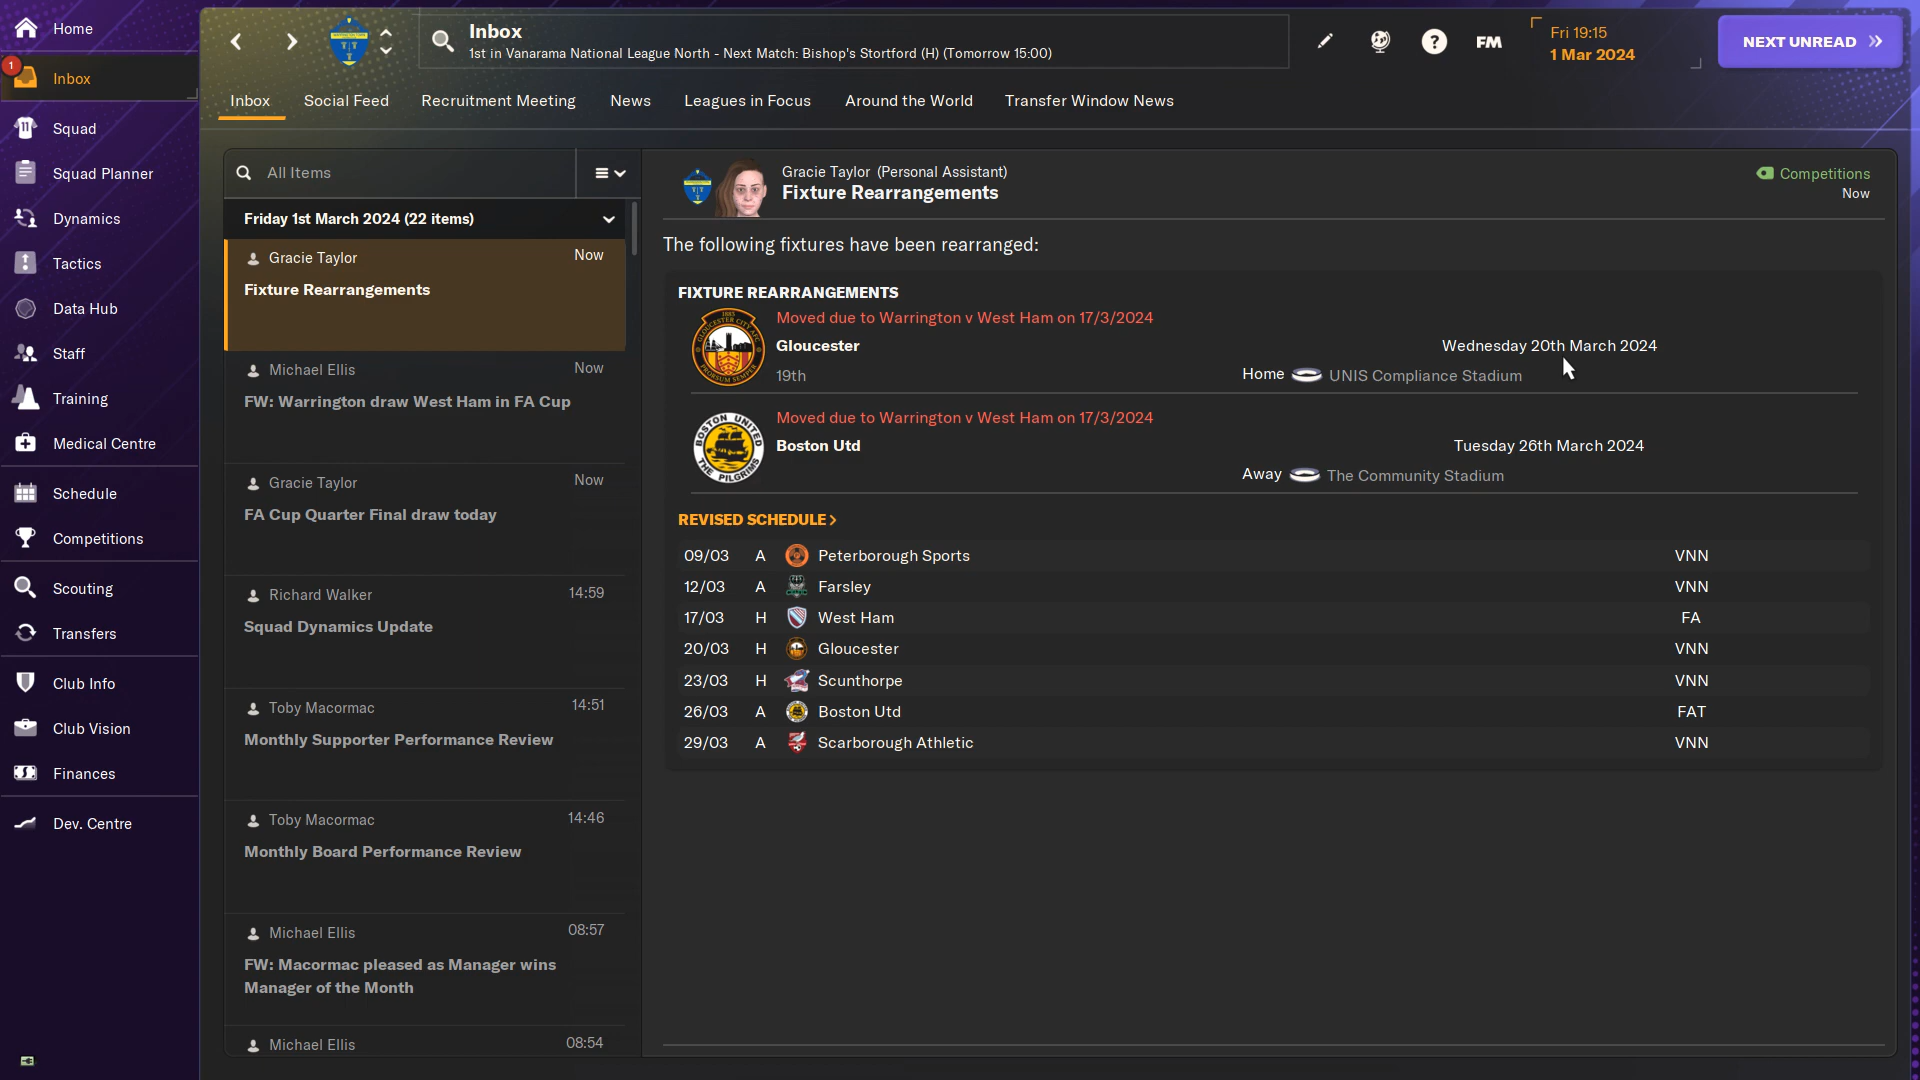 Home
1
Inbox
Squad
Squad Planner
Dynamics
Tactics
Data Hub
Staff
Training
Medical Centre
Schedule
Competitions
Scouting
Transfers
Club Info
Club Vision
Finances
Dev. Centre
Inbox
1st in Vanarama National League North - Next Match: Bishop's Stortford (H) (Tomorrow 15:00)
?
FM
Fri 19:15
1 Mar 2024
NEXT UNREAD
Inbox
Social Feed
Recruitment Meeting
News
Leagues in Focus
Around the World
Transfer Window News
All Items
Friday 1st March 2024 (22 items)
Gracie Taylor Now
Fixture Rearrangements
Michael Ellis Now
FW: Warrington draw West Ham in FA Cup
Gracie Taylor Now
FA Cup Quarter Final draw today
Richard Walker 14:59
Squad Dynamics Update
Toby Macormac 14:51
Monthly Supporter Performance Review
Toby Macormac 14:46
Monthly Board Performance Review
Michael Ellis 08:57
FW: Macormac pleased as Manager wins
Manager of the Month
Michael Ellis 08:54
Gracie Taylor (Personal Assistant)
Fixture Rearrangements
Competitions
Now
The following fixtures have been rearranged:
FIXTURE REARRANGEMENTS
Moved due to Warrington v West Ham on 17/3/2024
Gloucester Wednesday 20th March 2024
19th Home UNIS Compliance Stadium
Moved due to Warrington v West Ham on 17/3/2024
Boston Utd Tuesday 26th March 2024
Away The Community Stadium
BOSTON UNITED
THE PILGRIMS
REVISED SCHEDULE >
09/03 A Peterborough Sports VNN
12/03 A Farsley VNN
17/03 H West Ham FA
20/03 H Gloucester VNN
23/03 H Scunthorpe VNN
26/03 A Boston Utd FAT
29/03 A Scarborough Athletic VNN